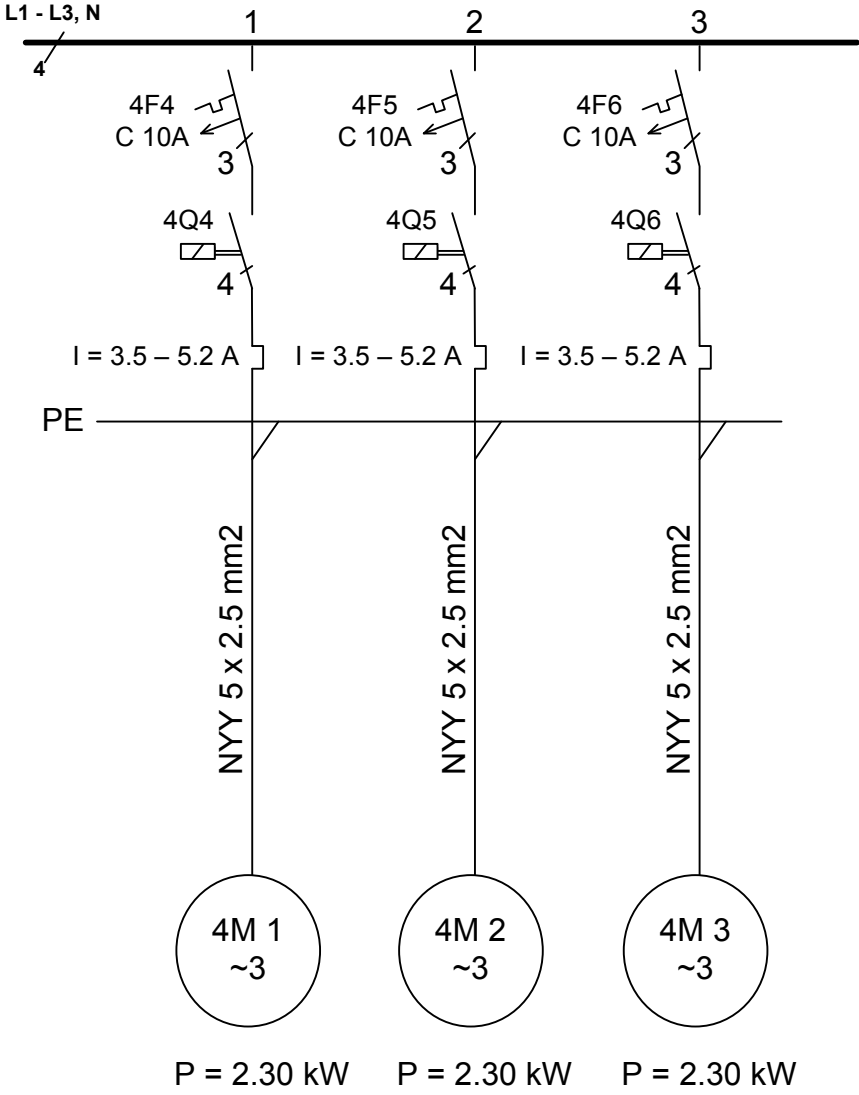 L1 - L3, N
1
2
3
4
4F4
C 10A
3
4F5
C 10A
3
4F6
C 10A
3
4Q4
4
4Q5
4
4Q6
4
I = 3.5 – 5.2 A
I = 3.5 – 5.2 A
I = 3.5 – 5.2 A
PE
NYY 5 x 2.5 mm2
NYY 5 x 2.5 mm2
NYY 5 x 2.5 mm2
4M 1
~3
4M 2
~3
4M 3
~3
P = 2.30 kW
P = 2.30 kW
P = 2.30 kW